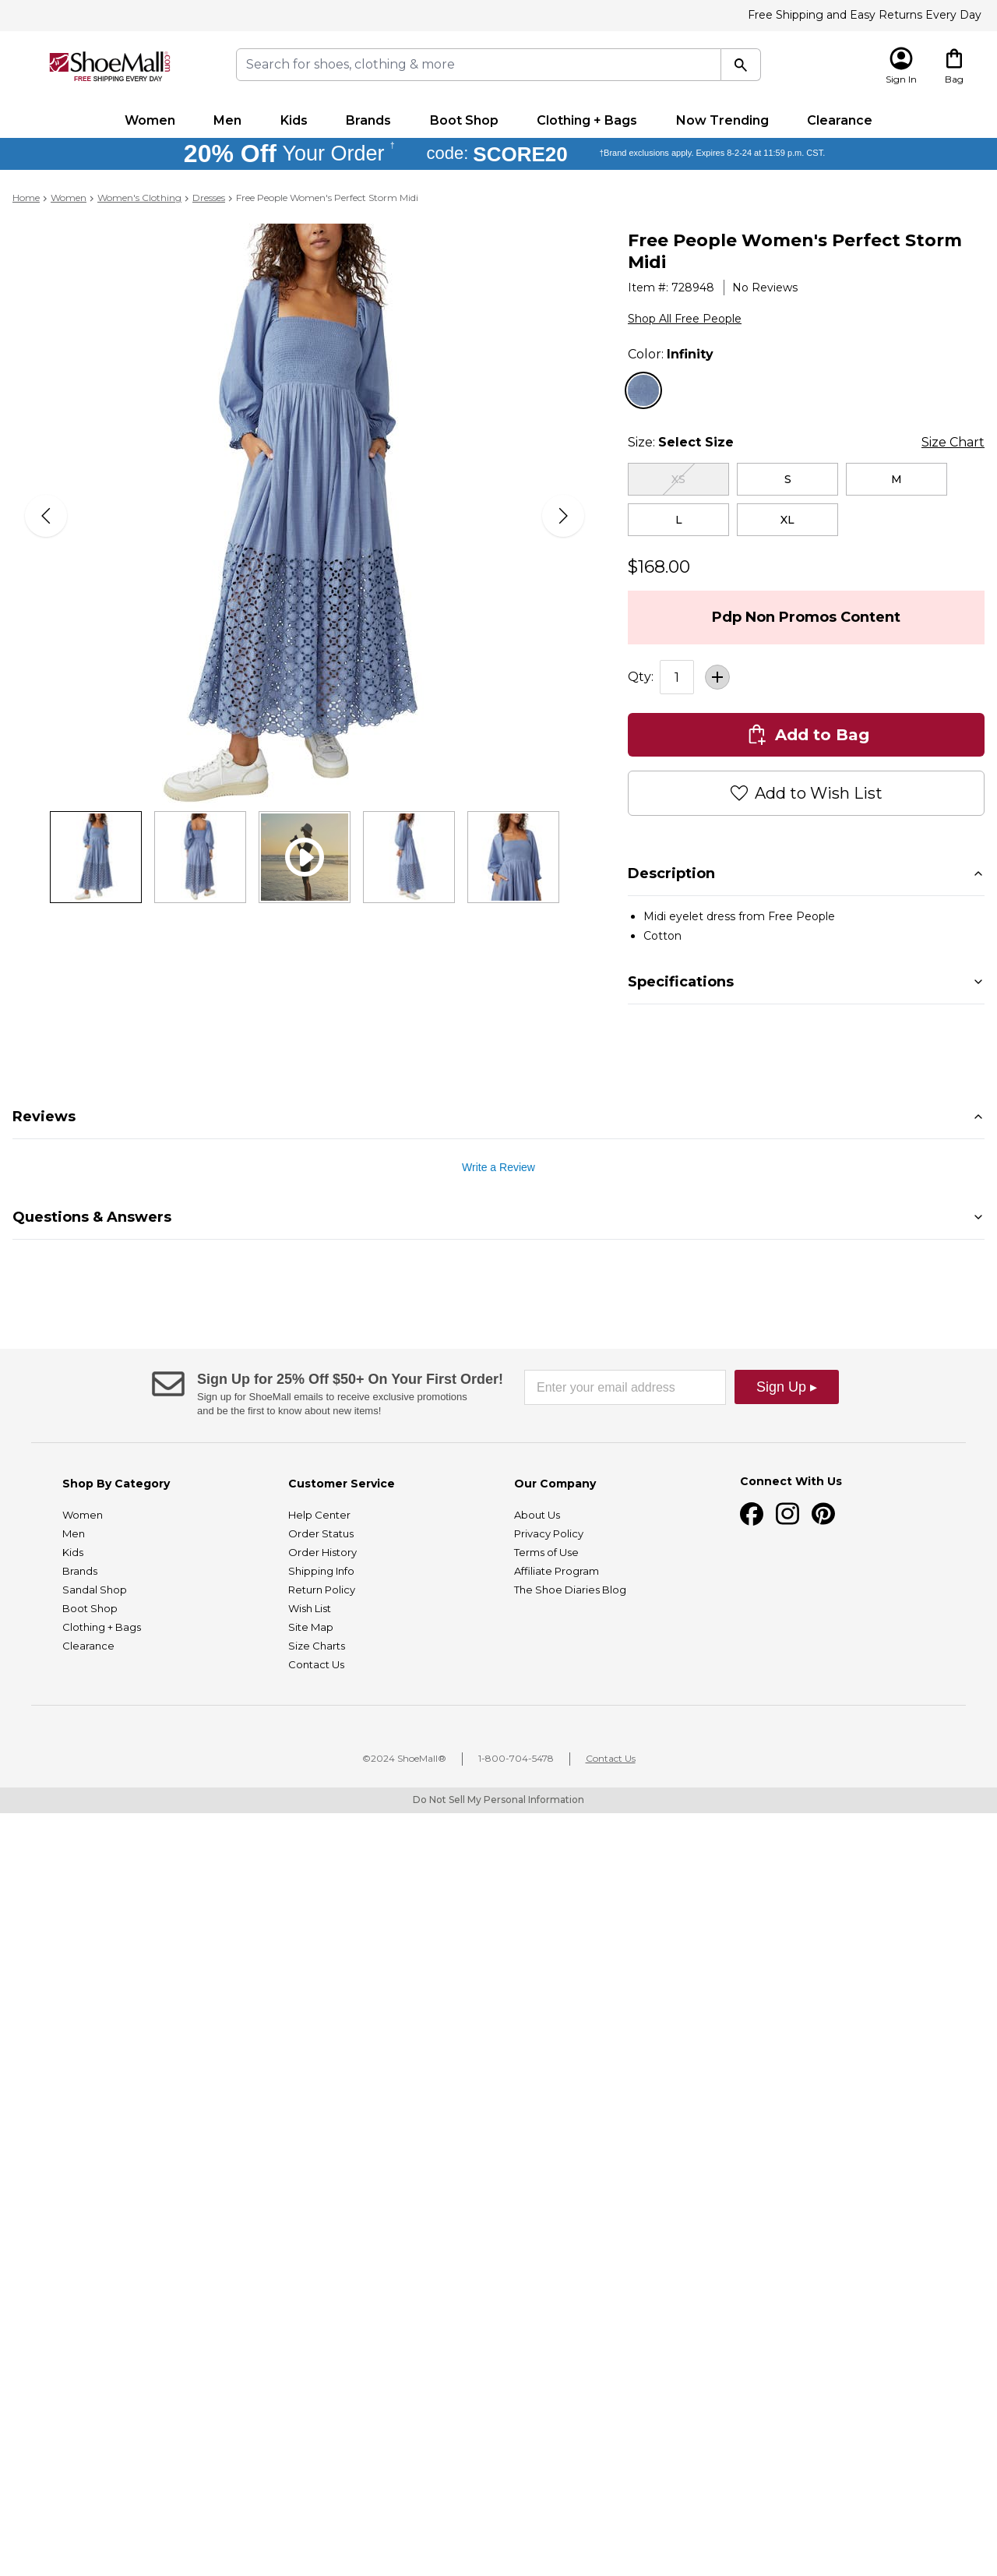 Free Shipping and Easy Returns Every Day
ShoeMall.com
FREE SHIPPING EVERY DAY
Search for shoes, clothing & more
Sign In
Bag
Women Men Kids Brands Boot Shop Clothing + Bags Now Trending Clearance
20% Off Your Order † code: SCORE20 †Brand exclusions apply. Expires 8-2-24 at 11:59 p.m. CST.
Home > Women > Women's Clothing > Dresses > Free People Women's Perfect Storm Midi
Free People Women's Perfect Storm
Midi
Item #: 728948 | No Reviews
Shop All Free People
Color: Infinity
Size: Select Size Size Chart
XS S M
L XL
$168.00
Pdp Non Promos Content
Qty: 1 +
Add to Bag
Add to Wish List
Description
• Midi eyelet dress from Free People
• Cotton
Specifications
Reviews
Write a Review
Questions & Answers
Sign Up for 25% Off $50+ On Your First Order!
Sign up for ShoeMall emails to receive exclusive promotions
and be the first to know about new items!
Enter your email address
Sign Up ▸
Shop By Category
Women
Men
Kids
Brands
Sandal Shop
Boot Shop
Clothing + Bags
Clearance
Customer Service
Help Center
Order Status
Order History
Shipping Info
Return Policy
Wish List
Site Map
Size Charts
Contact Us
Our Company
About Us
Privacy Policy
Terms of Use
Affiliate Program
The Shoe Diaries Blog
Connect With Us
©2024 ShoeMall® | 1-800-704-5478 | Contact Us
Do Not Sell My Personal Information